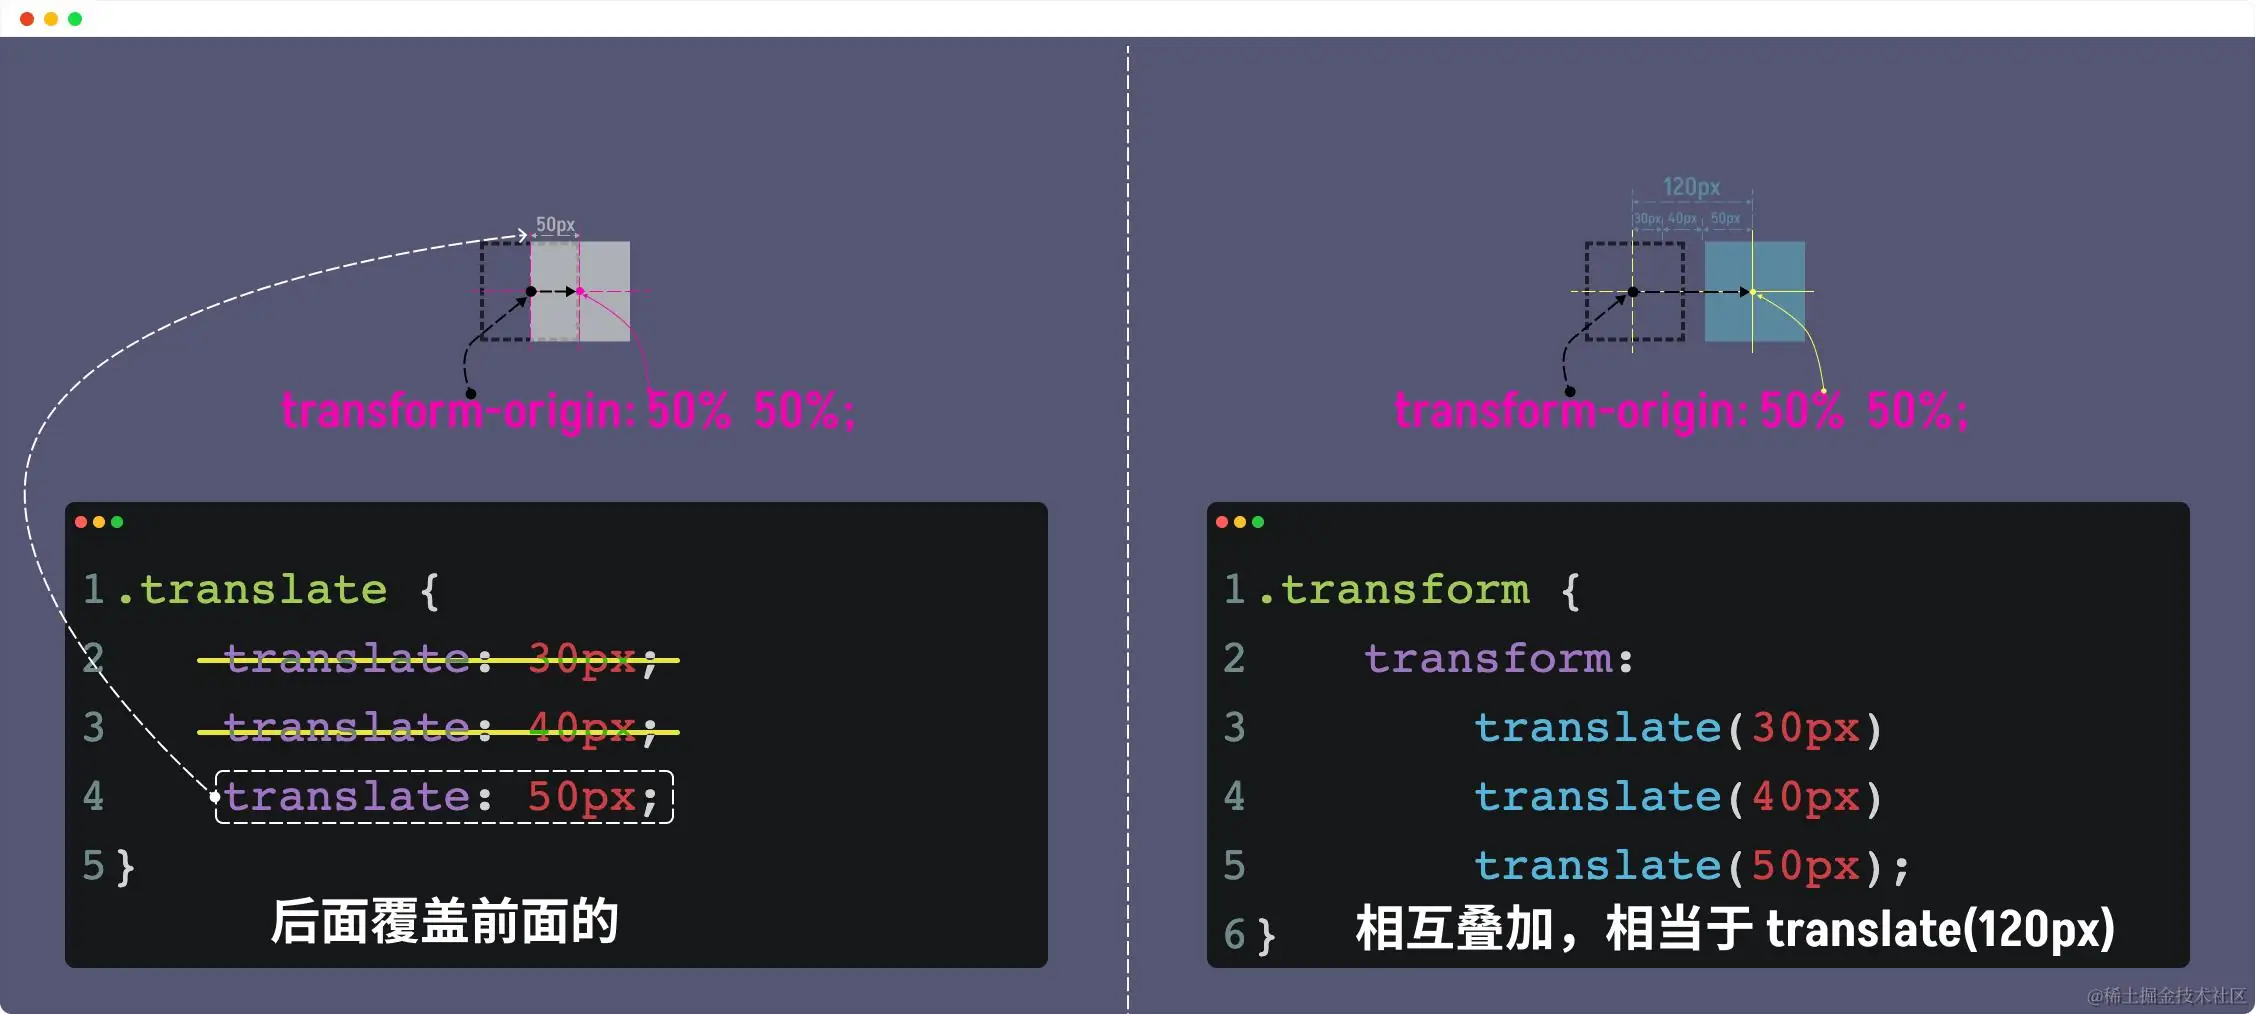 50px
transform-origin: 50% 50%;
1 .translate {
2 translate: 30px;
3 translate: 40px;
4 translate: 50px;
5 }
后面覆盖前面的
120px
30px 40px 50px
transform-origin: 50% 50%;
1 .transform {
2 transform:
3 translate(30px)
4 translate(40px)
5 translate(50px);
6 }
相互叠加，相当于 translate(120px)
@稀土掘金技术社区